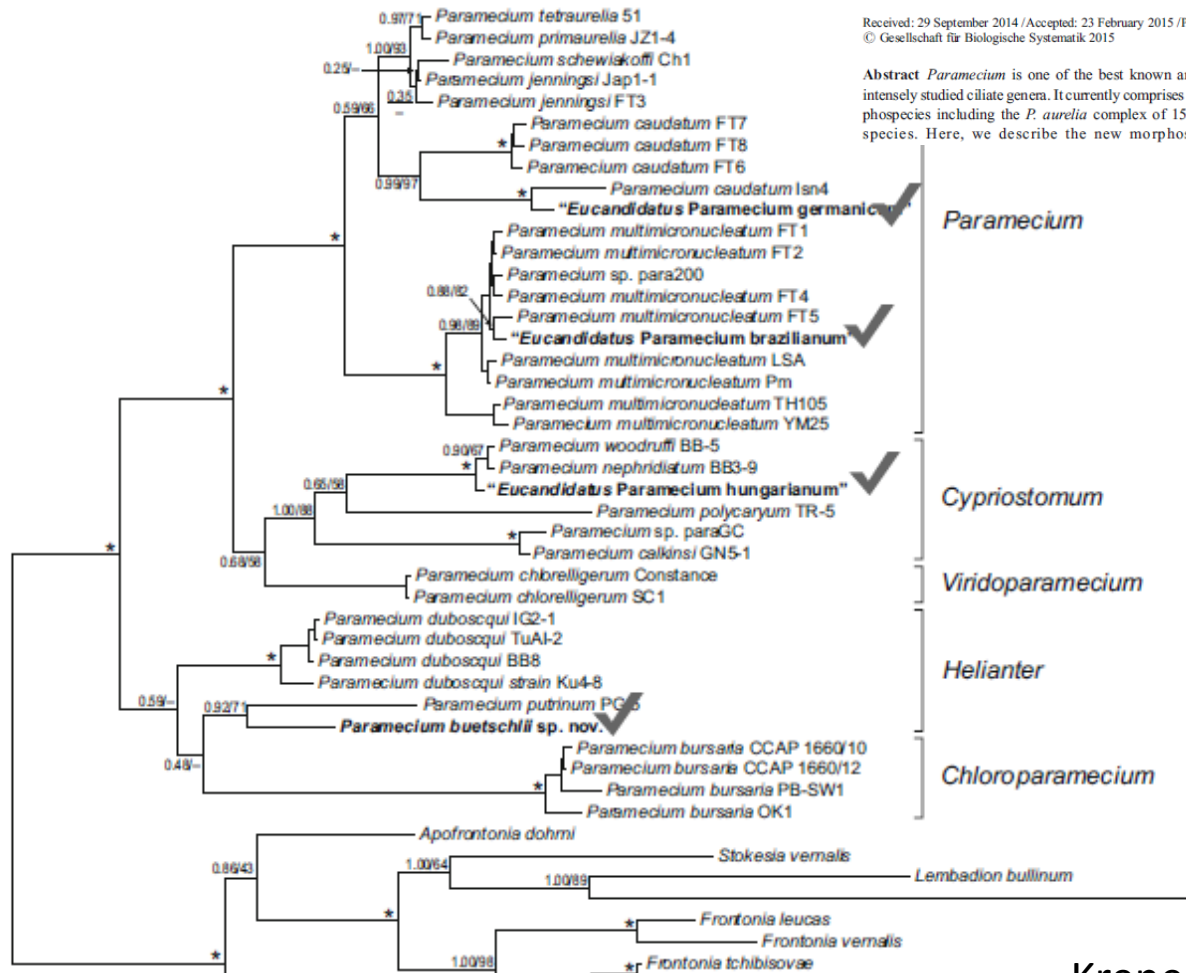 Received: 29 September 2014 /Accepted: 23 February 2015 /P
© Gesellschaft für Biologische Systematik 2015
Abstract Paramecium is one of the best known an
intensely studied ciliate genera. It currently comprises
phospecies including the P. aurelia complex of 15
species. Here, we describe the new morphos
0.97/71
Paramecium tetraurelia 51
Paramecium primaurelia JZ1-4
1.00/93
Paramecium schewiakoffi Ch1
0.25/–
Paramecium jenningsi Jap1-1
0.35
–
Paramecium jenningsi FT3
0.59/66
Paramecium caudatum FT7
*
Paramecium caudatum FT8
Paramecium caudatum FT6
0.99/97
*
Paramecium caudatum Isn4
"Eucandidatus Paramecium germanicum"
Paramecium
*
Paramecium multimicronucleatum FT1
Paramecium multimicronucleatum FT2
Paramecium sp. para200
0.88/82
Paramecium multimicronucleatum FT4
Paramecium multimicronucleatum FT5
0.98/89
"Eucandidatus Paramecium brazilianum"
*
Paramecium multimicronucleatum LSA
Paramecium multimicronucleatum Pm
*
Paramecium multimicronucleatum TH105
Paramecium multimicronucleatum YM25
0.90/67
Paramecium woodruffi BB-5
*
Paramecium nephridiatum BB3-9
0.65/58
"Eucandidatus Paramecium hungarianum"
Cypriostomum
1.00/88
Paramecium polycaryum TR-5
*
Paramecium sp. paraGC
*
Paramecium calkinsi GN5-1
0.68/58
Paramecium chlorelligerum Constance
Viridoparamecium
Paramecium chlorelligerum SC1
Paramecium duboscqui IG2-1
Paramecium duboscqui TuAI-2
*
Paramecium duboscqui BB8
Helianter
Paramecium duboscqui strain Ku4-8
0.59/–
0.92/71
Paramecium putrinum PG-5
Paramecium buetschlii sp. nov.
Paramecium bursaria CCAP 1660/10
0.48/–
Paramecium bursaria CCAP 1660/12
Chloroparamecium
*
Paramecium bursaria PB-SW1
Paramecium bursaria OK1
Apofrontonia dohrni
0.86/43
1.00/64
Stokesia vernalis
1.00/89
Lembadion bullinum
*
*
Frontonia leucas
Frontonia vernalis
*
1.00/98
*
Frontonia tchibisovae